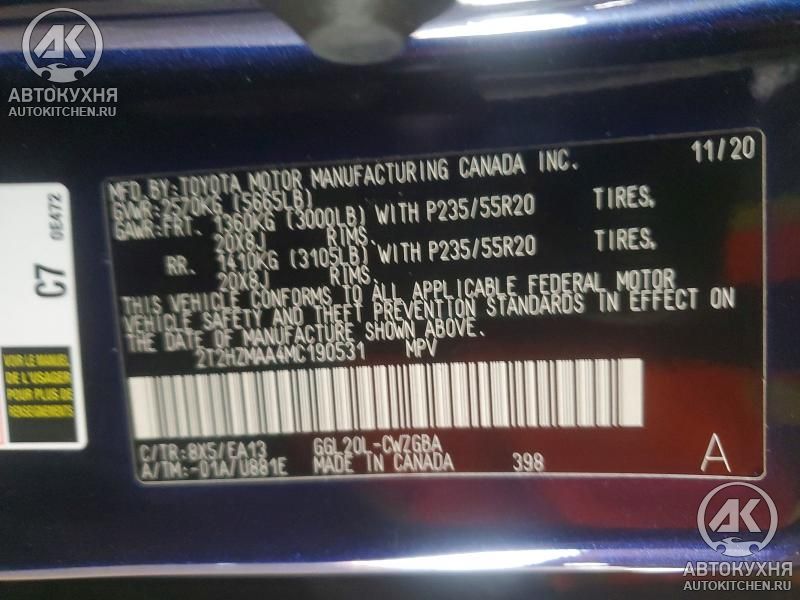 AK
АВТОКУХНЯ
AUTOKITCHEN.RU
MFD BY: TOYOTA MOTOR MANUFACTURING CANADA INC. 11/20
GVWR: 2570KG (5665LB)
GAWR: FRT. 1360KG (3000LB) WITH P235/55R20 TIRES,
20X8J RIMS,
RR. 1410KG (3105LB) WITH P235/55R20 TIRES,
20X8J RIMS,
THIS VEHICLE CONFORMS TO ALL APPLICABLE FEDERAL MOTOR
VEHICLE SAFETY AND THEFT PREVENTION STANDARDS IN EFFECT ON
THE DATE OF MANUFACTURE SHOWN ABOVE.
2T2HZMAA4MC190531 MPV
C/TR: 8X5/EA13 GGL20L-CWZGBA
A/TM: -01A/U881E MADE IN CANADA 398 A
C7
0E472
VOIR LE MANUEL
DE L'USAGER
POUR PLUS DE
RENSEIGNEMENTS
AK
АВТОКУХНЯ
AUTOKITCHEN.RU